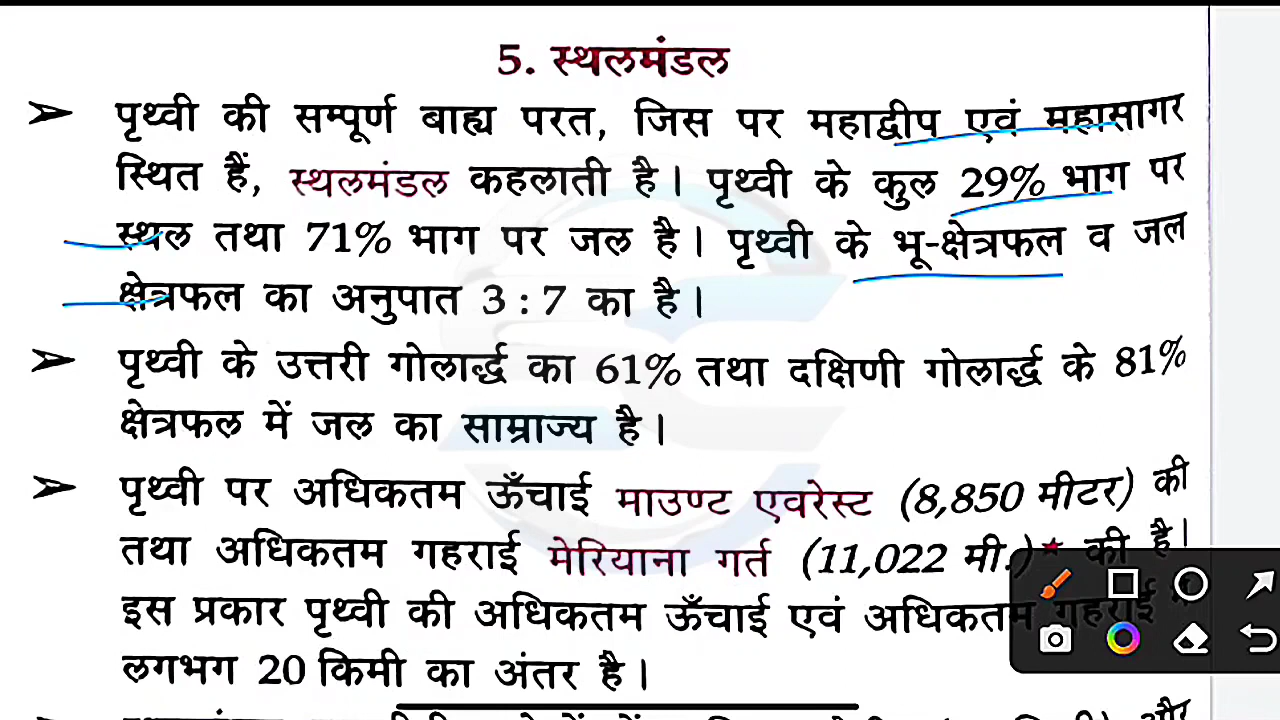 5. स्थलमंडल
➢ पृथ्वी की सम्पूर्ण बाह्य परत, जिस पर महाद्वीप एवं महासागर
स्थित हैं, स्थलमंडल कहलाती है। पृथ्वी के कुल 29% भाग पर
स्थल तथा 71% भाग पर जल है। पृथ्वी के भू-क्षेत्रफल व जल
क्षेत्रफल का अनुपात 3 : 7 का है।
➢ पृथ्वी के उत्तरी गोलार्द्ध का 61% तथा दक्षिणी गोलार्द्ध के 81%
क्षेत्रफल में जल का साम्राज्य है।
➢ पृथ्वी पर अधिकतम ऊँचाई माउण्ट एवरेस्ट (8,850 मीटर) की
तथा अधिकतम गहराई मेरियाना गर्त (11,022 मी.)* की है।
इस प्रकार पृथ्वी की अधिकतम ऊँचाई एवं अधिकतम गहराई में
लगभग 20 किमी का अंतर है।